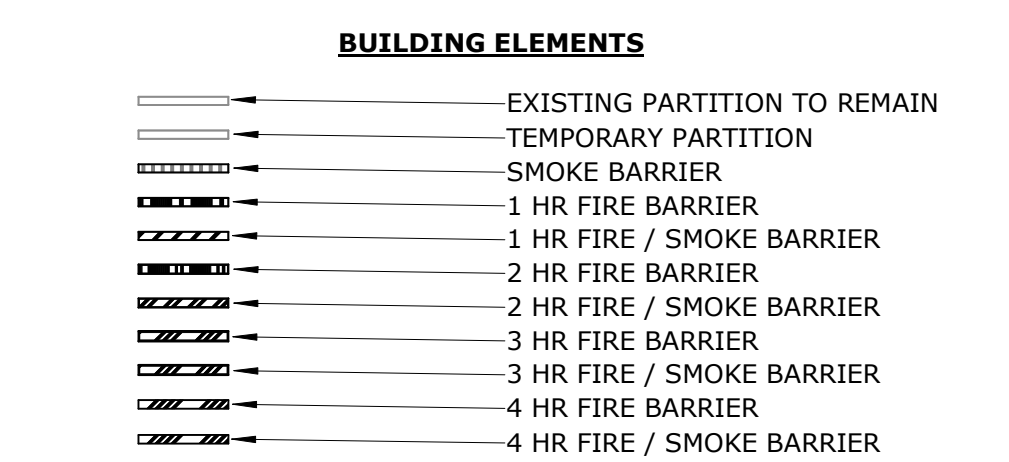 BUILDING ELEMENTS
EXISTING PARTITION TO REMAIN
TEMPORARY PARTITION
SMOKE BARRIER
1 HR FIRE BARRIER
1 HR FIRE / SMOKE BARRIER
2 HR FIRE BARRIER
2 HR FIRE / SMOKE BARRIER
3 HR FIRE BARRIER
3 HR FIRE / SMOKE BARRIER
4 HR FIRE BARRIER
4 HR FIRE / SMOKE BARRIER